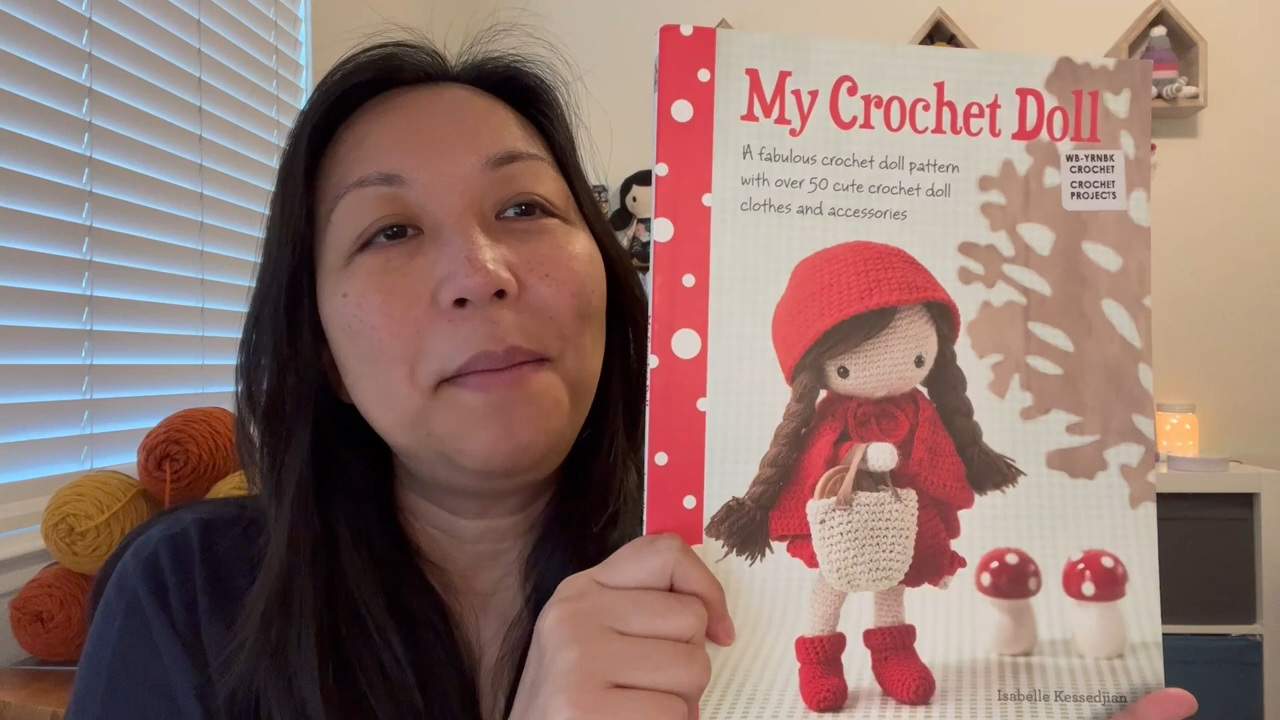 My Crochet Doll
A fabulous crochet doll pattern
with over 50 cute crochet doll
clothes and accessories
WB-YRNBK
CROCHET
CROCHET
PROJECTS
Isabelle Kessedjian